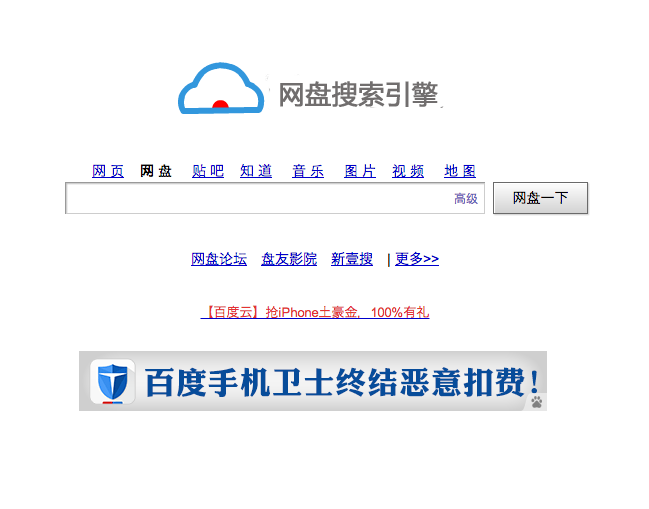 网盘搜索引擎
网页 网盘 贴吧 知道 音乐 图片 视频 地图
高级 网盘一下
网盘论坛 盘友影院 新壹搜 | 更多>>
【百度云】抢iPhone土豪金，100%有礼
百度手机卫士终结恶意扣费!